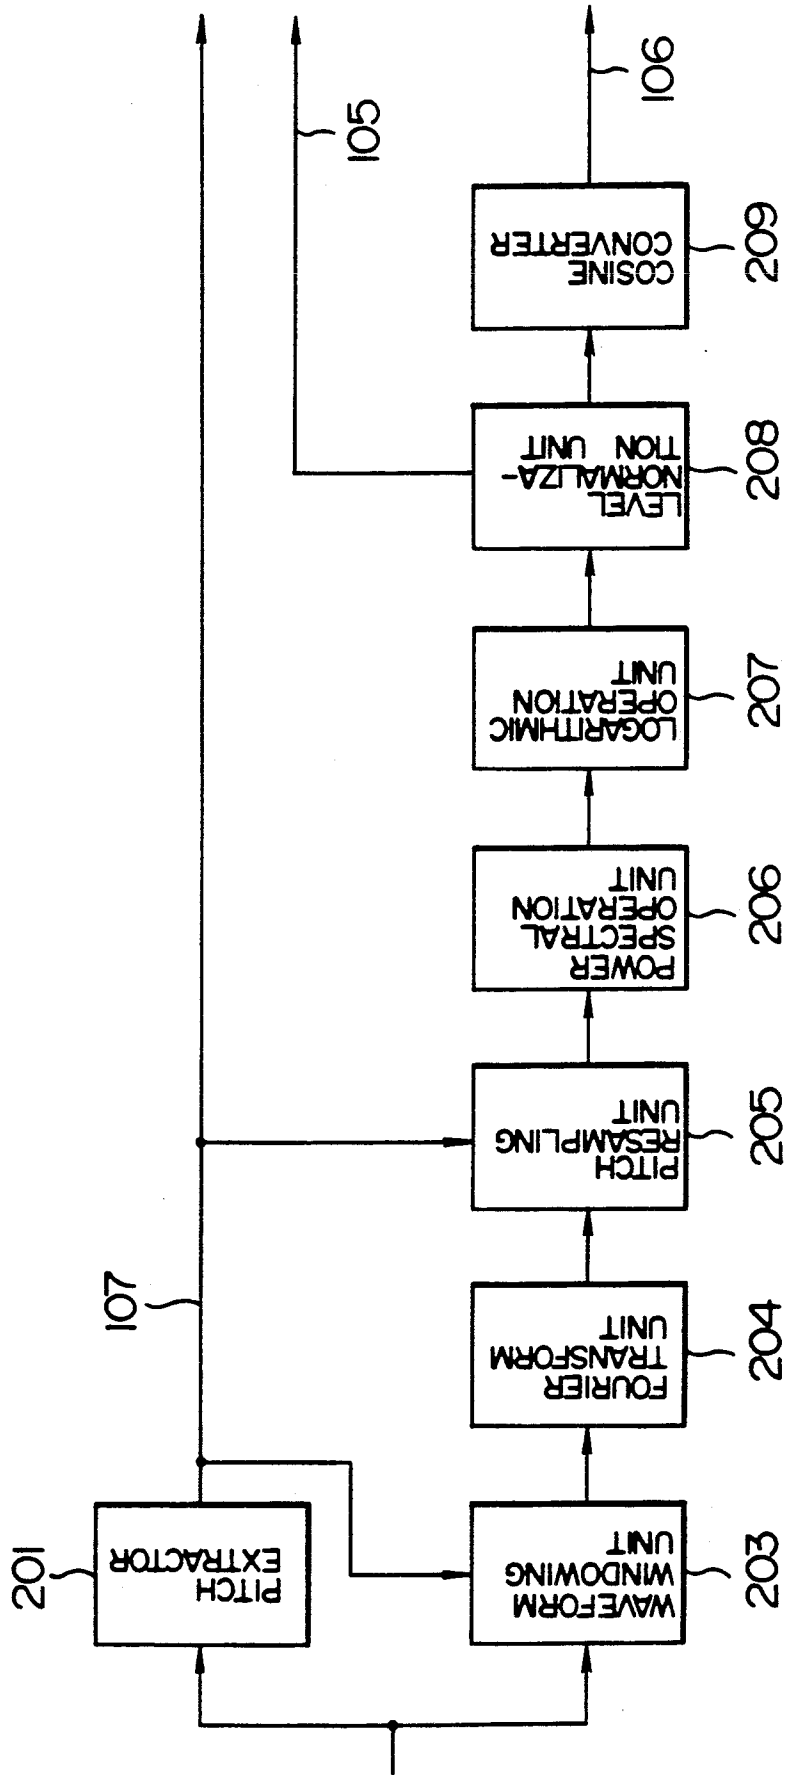 201
PITCH
EXTRACTOR
107
105
106
WAVEFORM
WINDOWING
UNIT
203
FOURIER
TRANSFORM
UNIT
204
PITCH
RESAMPLING
UNIT
205
POWER
SPECTRAL
OPERATION
UNIT
206
LOGARITHMIC
OPERATION
UNIT
207
LEVEL
NORMALIZA-
TION UNIT
208
COSINE
CONVERTER
209